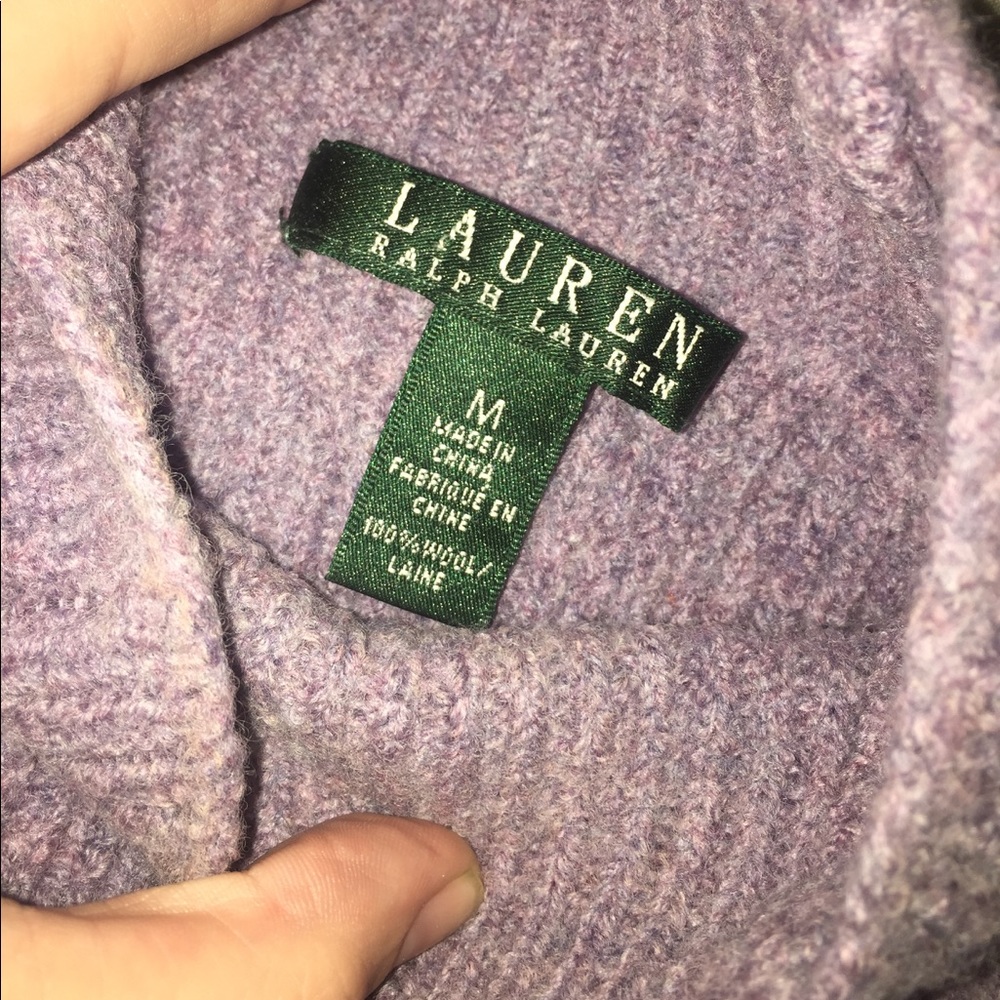 LAUREN
RALPH LAUREN
M
MADE IN
CHINA
FABRIQUÉ EN
CHINE
100% WOOL/
LAINE